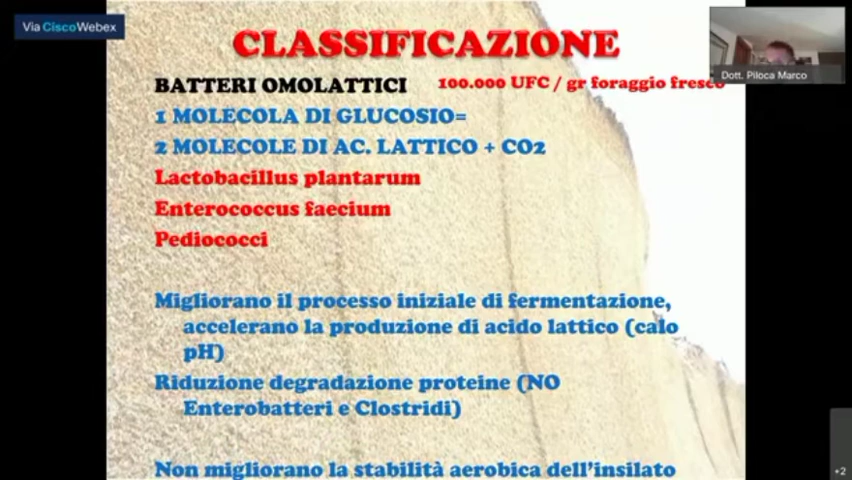 Via Cisco Webex
CLASSIFICAZIONE
Dott. Piloca Marco
BATTERI OMOLATTICI 100.000 UFC / gr foraggio fresco
1 MOLECOLA DI GLUCOSIO=
2 MOLECOLE DI AC. LATTICO + CO2
Lactobacillus plantarum
Enterococcus faecium
Pediococci
Migliorano il processo iniziale di fermentazione,
accelerano la produzione di acido lattico (calo
pH)
Riduzione degradazione proteine (NO
Enterobatteri e Clostridi)
Non migliorano la stabilità aerobica dell'insilato
+2